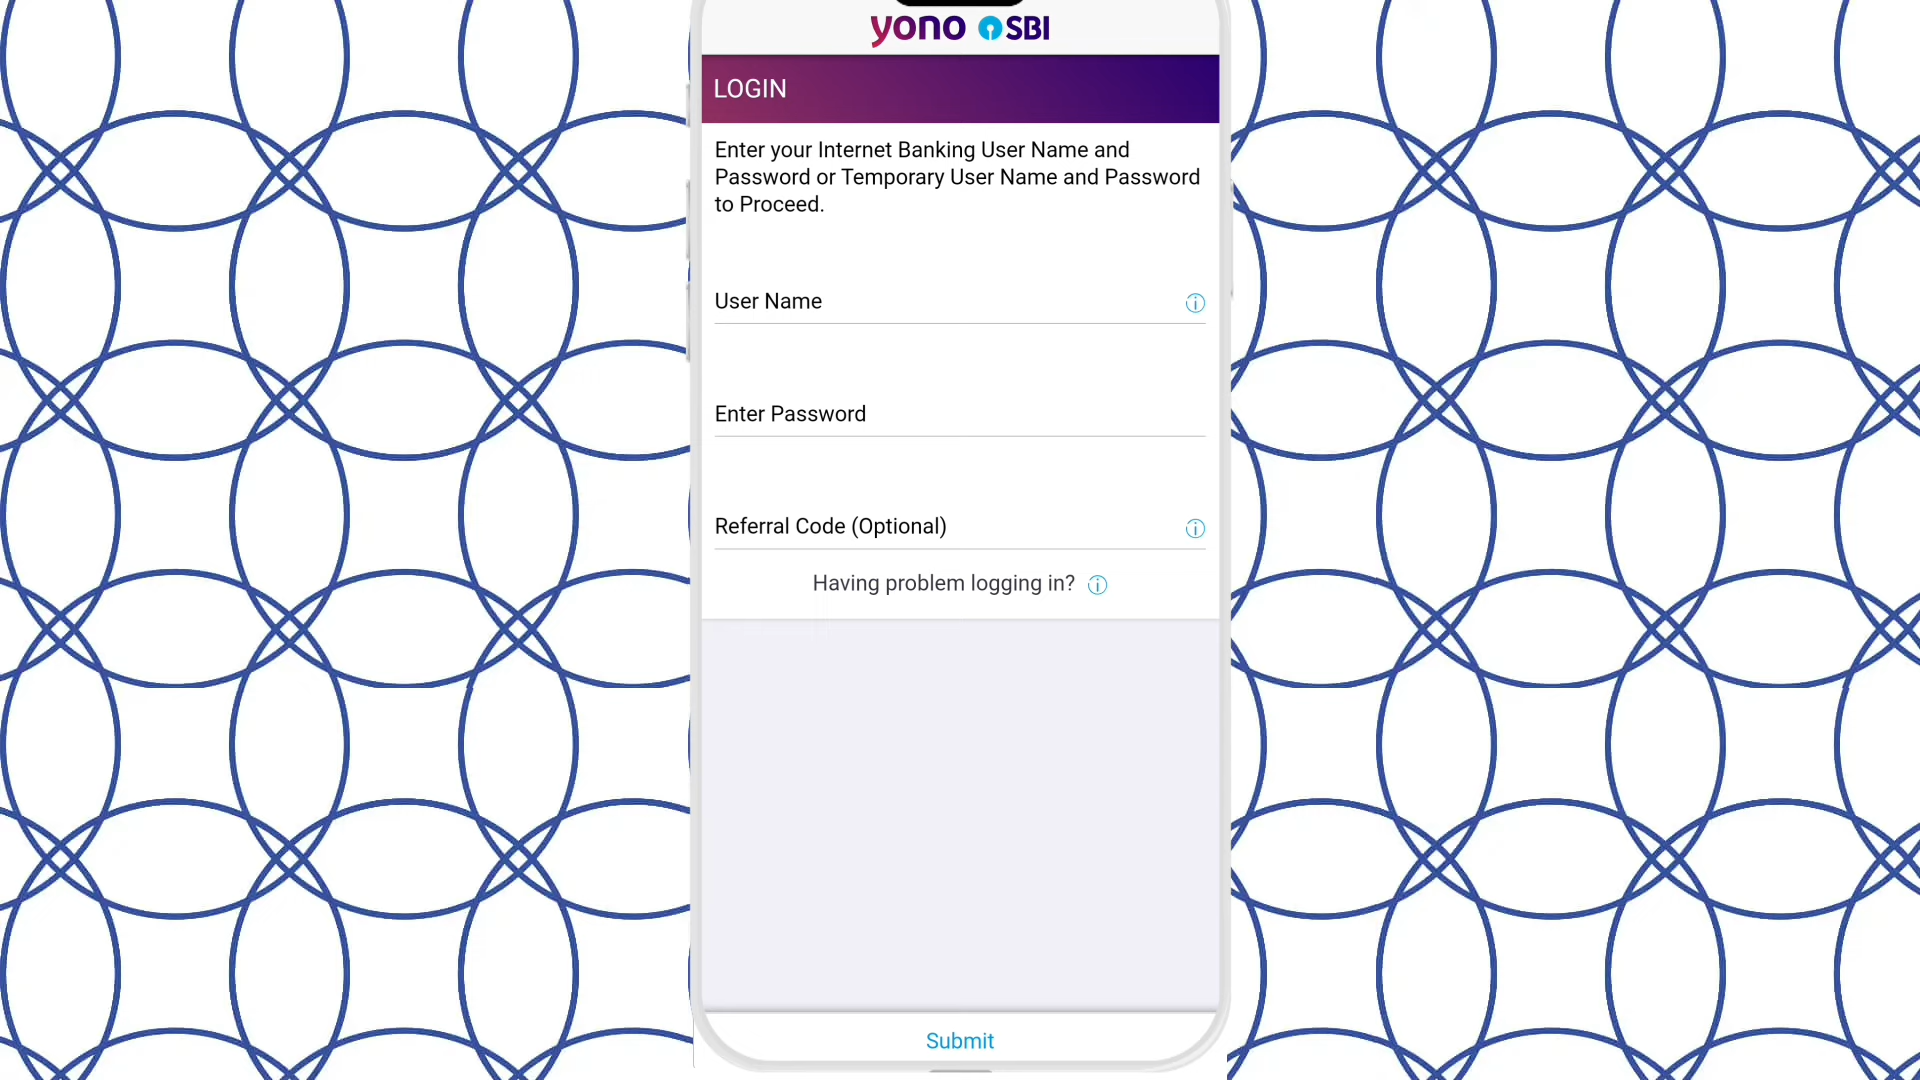 yono SBI
LOGIN
Enter your Internet Banking User Name and
Password or Temporary User Name and Password
to Proceed.
User Name
Enter Password
Referral Code (Optional)
Having problem logging in?
Submit